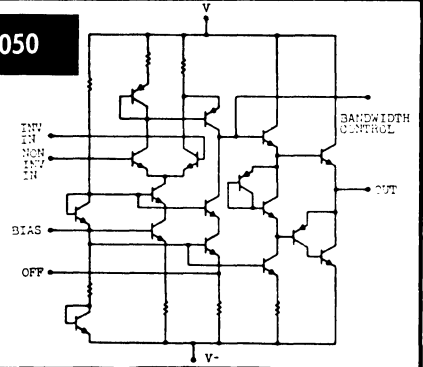 050
V
INV
IN
NON
INV
IN
BIAS
OFF
BANDWIDTH
CONTROL
OUT
V-